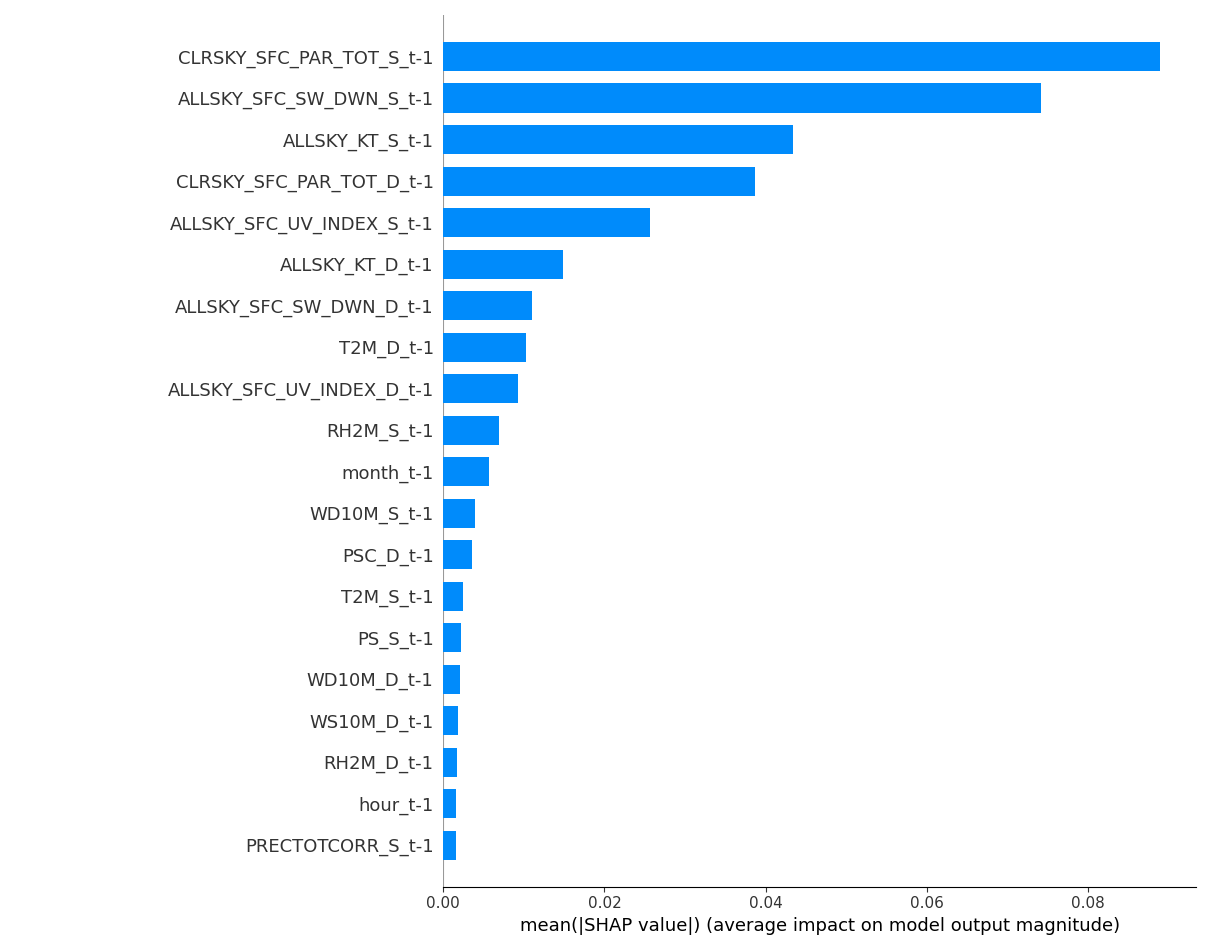 CLRSKY_SFC_PAR_TOT_S_t-1
ALLSKY_SFC_SW_DWN_S_t-1
ALLSKY_KT_S_t-1
CLRSKY_SFC_PAR_TOT_D_t-1
ALLSKY_SFC_UV_INDEX_S_t-1
ALLSKY_KT_D_t-1
ALLSKY_SFC_SW_DWN_D_t-1
T2M_D_t-1
ALLSKY_SFC_UV_INDEX_D_t-1
RH2M_S_t-1
month_t-1
WD10M_S_t-1
PSC_D_t-1
T2M_S_t-1
PS_S_t-1
WD10M_D_t-1
WS10M_D_t-1
RH2M_D_t-1
hour_t-1
PRECTOTCORR_S_t-1
0.00 0.02 0.04 0.06 0.08
mean(|SHAP value|) (average impact on model output magnitude)